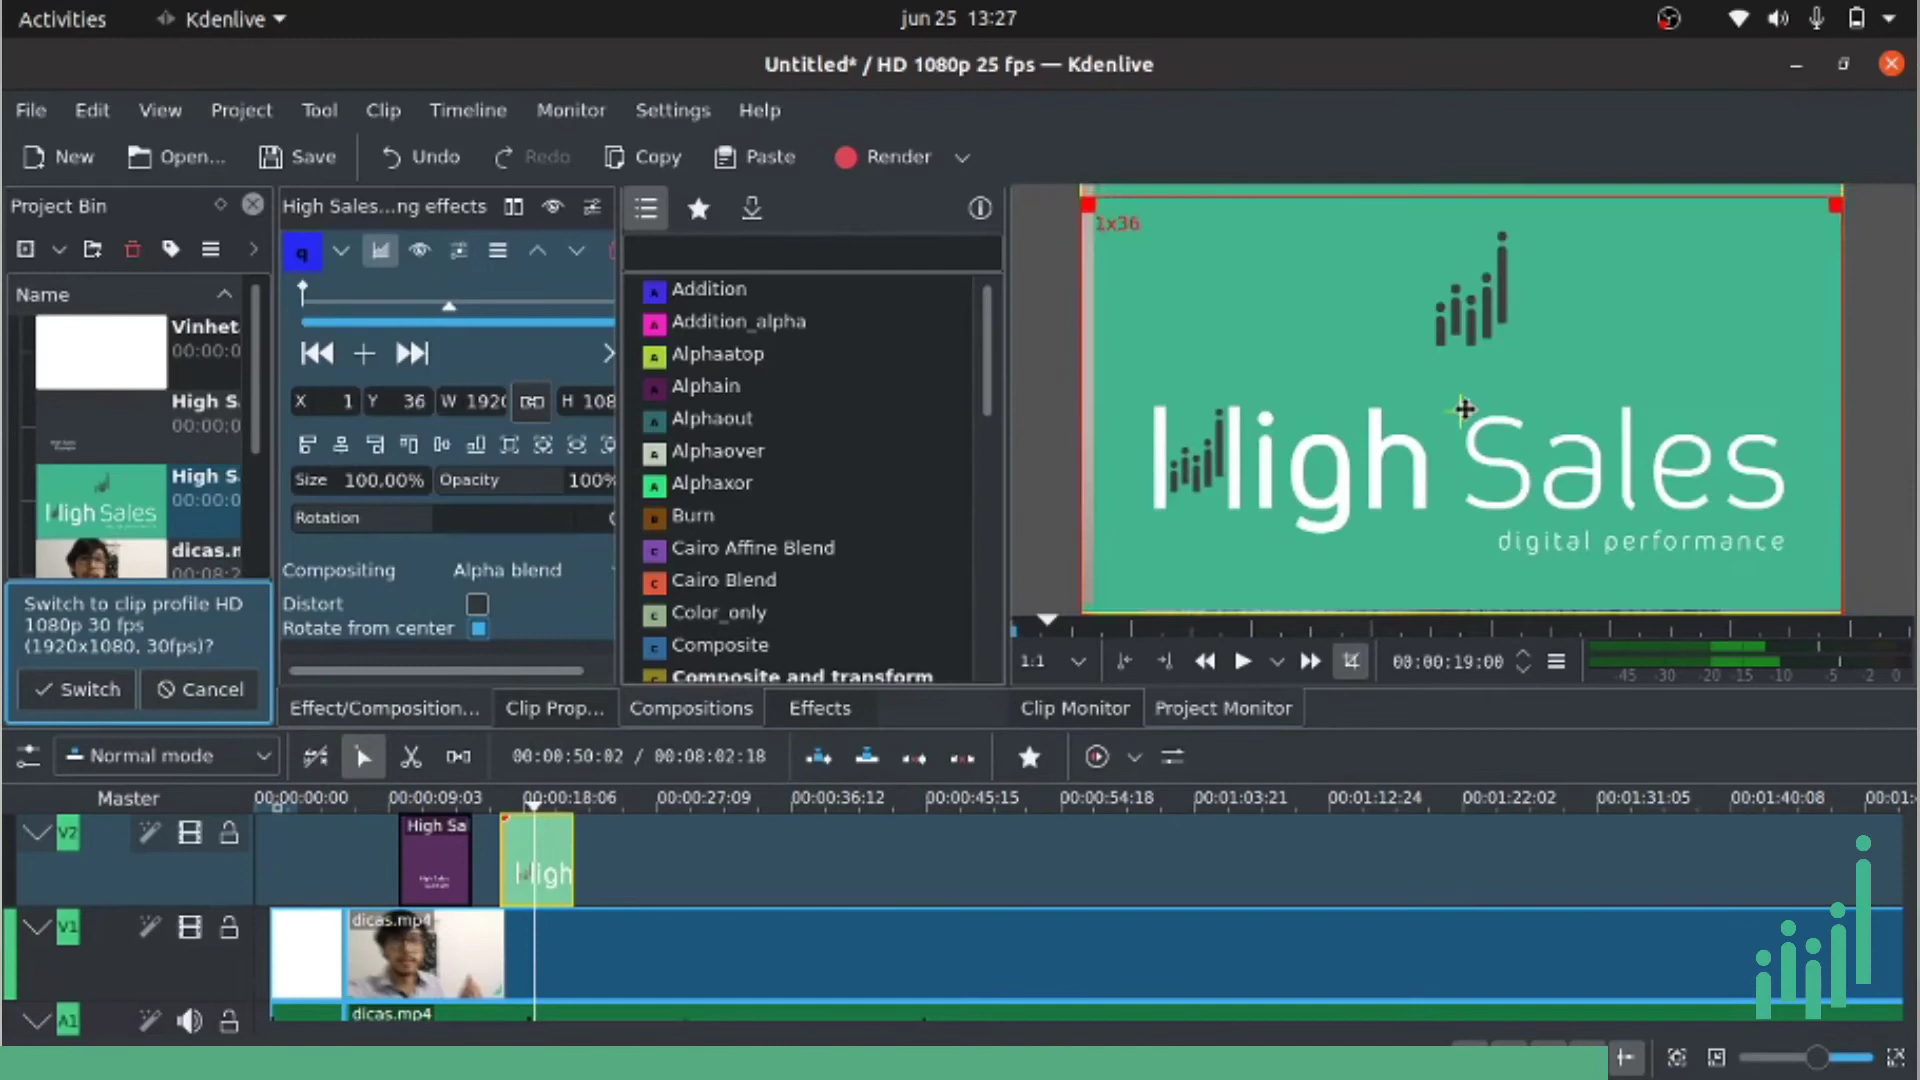 Activities
Kdenlive
jun 25 13:27
Untitled* / HD 1080p 25 fps — Kdenlive
File Edit View Project Tool Clip Timeline Monitor Settings Help
New Open... Save Undo Redo Copy Paste Render
Project Bin
High Sales...ng effects
1x36
q
Name
Vinhet
00:00:0
High S
00:00:0
High Sales
High S
00:00:0
dicas.n
00:08:2
X 1 Y 36 W 192( H 108
Size 100,00% Opacity 100%
Rotation
Compositing Alpha blend
Distort
Rotate from center
Addition
Addition_alpha
Alphaatop
Alphain
Alphaout
Alphaover
Alphaxor
Burn
Cairo Affine Blend
Cairo Blend
Color_only
Composite
Composite and transform
High Sales
digital performance
Switch to clip profile HD
1080p 30 fps
(1920x1080, 30fps)?
Switch Cancel
1:1
00:00:19:00
-45 -30 -20 -15 -10 -5 -2 0
Effect/Composition... Clip Prop... Compositions Effects Clip Monitor Project Monitor
Normal mode
00:00:50:02 / 00:08:02:18
Master
00:00:00:00 00:00:09:03 00:00:18:06 00:00:27:09 00:00:36:12 00:00:45:15 00:00:54:18 00:01:03:21 00:01:12:24 00:01:22:02 00:01:31:05 00:01:40:08 00:01:
V2
High Sa
High
V1
dicas.mp4
A1
dicas.mp4